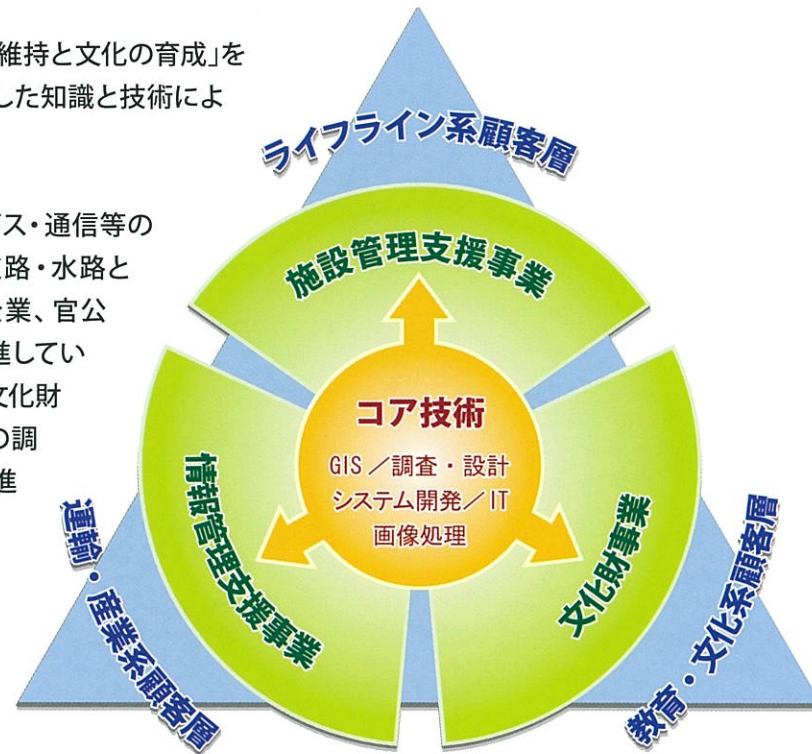 維持と文化の育成」を
した知識と技術によ
ガス・通信等の
道路・水路と
企業、官公
進してい
文化財
の調
進
ライフライン系顧客層
施設管理支援事業
コア技術
GIS／調査・設計
システム開発／IT
画像処理
情報管理支援事業
文化財事業
運輸・産業系顧客層
教育・文化系顧客層